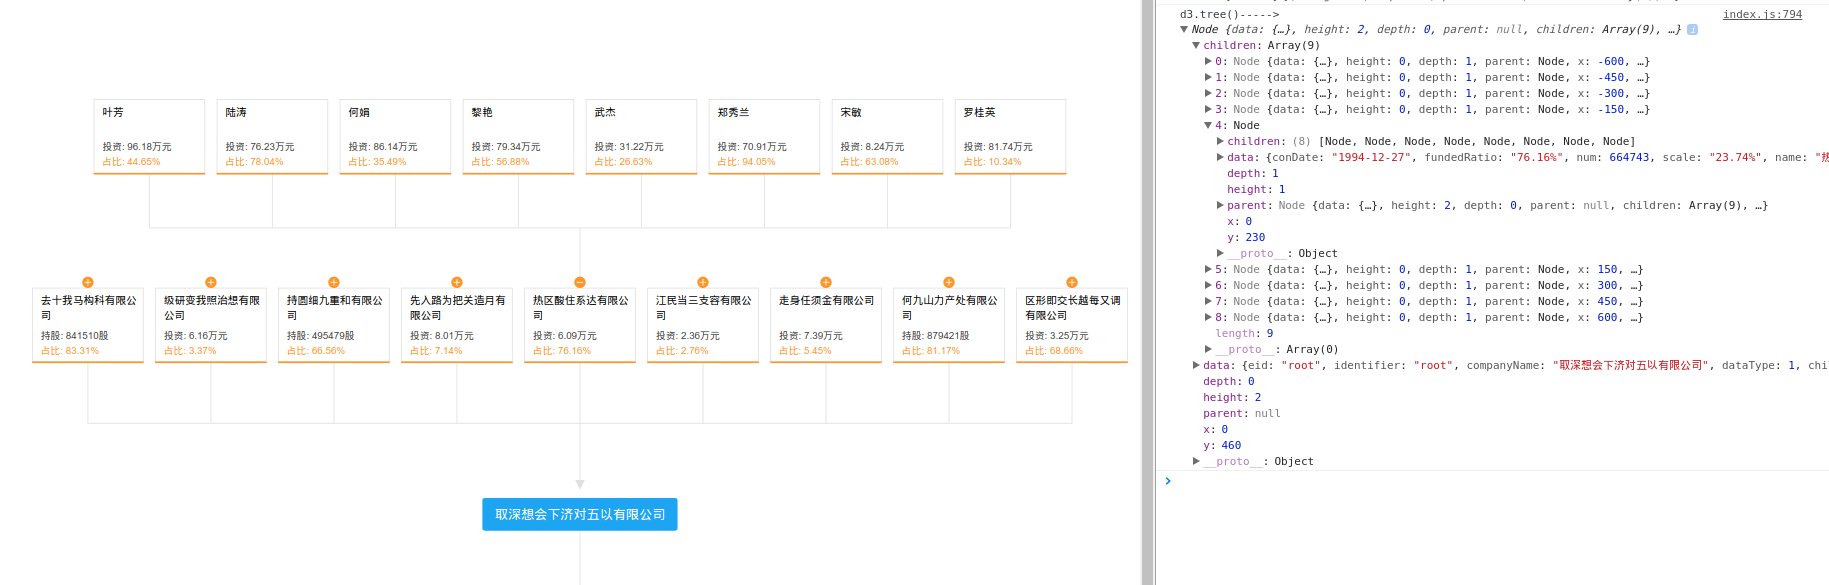 叶芳
投资: 96.18万元
占比: 44.65%
陆涛
投资: 76.23万元
占比: 78.04%
何娟
投资: 86.14万元
占比: 35.49%
黎艳
投资: 79.34万元
占比: 56.88%
武杰
投资: 31.22万元
占比: 26.63%
郑秀兰
投资: 70.91万元
占比: 94.05%
宋敏
投资: 8.24万元
占比: 63.08%
罗桂英
投资: 81.74万元
占比: 10.34%
去十我马构科有限公
司
持股: 841510股
占比: 83.31%
级研变我照治想有限
公司
投资: 6.16万元
占比: 3.37%
持圆细九重和有限公
司
持股: 495479股
占比: 66.56%
先入路为把关造月有
限公司
投资: 8.01万元
占比: 7.14%
热区酸住系达有限公
司
投资: 6.09万元
占比: 76.16%
江民当三支容有限公
司
投资: 2.36万元
占比: 2.76%
走身任须金有限公司
投资: 7.39万元
占比: 5.45%
何九山力产处有限公
司
持股: 879421股
占比: 81.17%
区形即交长越每又调
有限公司
投资: 3.25万元
占比: 68.66%
取深想会下济对五以有限公司
d3.tree()-----> index.js:794
Node {data: {…}, height: 2, depth: 0, parent: null, children: Array(9), …}
children: Array(9)
0: Node {data: {…}, height: 0, depth: 1, parent: Node, x: -600, …}
1: Node {data: {…}, height: 0, depth: 1, parent: Node, x: -450, …}
2: Node {data: {…}, height: 0, depth: 1, parent: Node, x: -300, …}
3: Node {data: {…}, height: 0, depth: 1, parent: Node, x: -150, …}
4: Node
children: (8) [Node, Node, Node, Node, Node, Node, Node, Node]
data: {conDate: "1994-12-27", fundedRatio: "76.16%", num: 664743, scale: "23.74%", name: "热
depth: 1
height: 1
parent: Node {data: {…}, height: 2, depth: 0, parent: null, children: Array(9), …}
x: 0
y: 230
__proto__: Object
5: Node {data: {…}, height: 0, depth: 1, parent: Node, x: 150, …}
6: Node {data: {…}, height: 0, depth: 1, parent: Node, x: 300, …}
7: Node {data: {…}, height: 0, depth: 1, parent: Node, x: 450, …}
8: Node {data: {…}, height: 0, depth: 1, parent: Node, x: 600, …}
length: 9
__proto__: Array(0)
data: {eid: "root", identifier: "root", companyName: "取深想会下济对五以有限公司", dataType: 1, chi
depth: 0
height: 2
parent: null
x: 0
y: 460
__proto__: Object